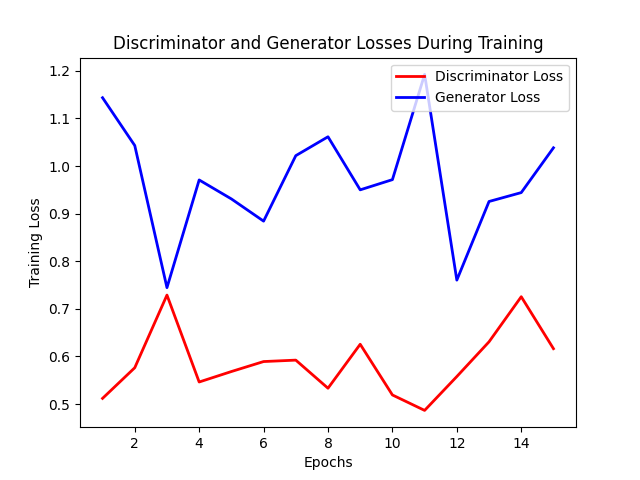 Discriminator and Generator Losses During Training
Discriminator Loss
Generator Loss
Training Loss
1.2
1.1
1.0
0.9
0.8
0.7
0.6
0.5
2 4 6 8 10 12 14
Epochs